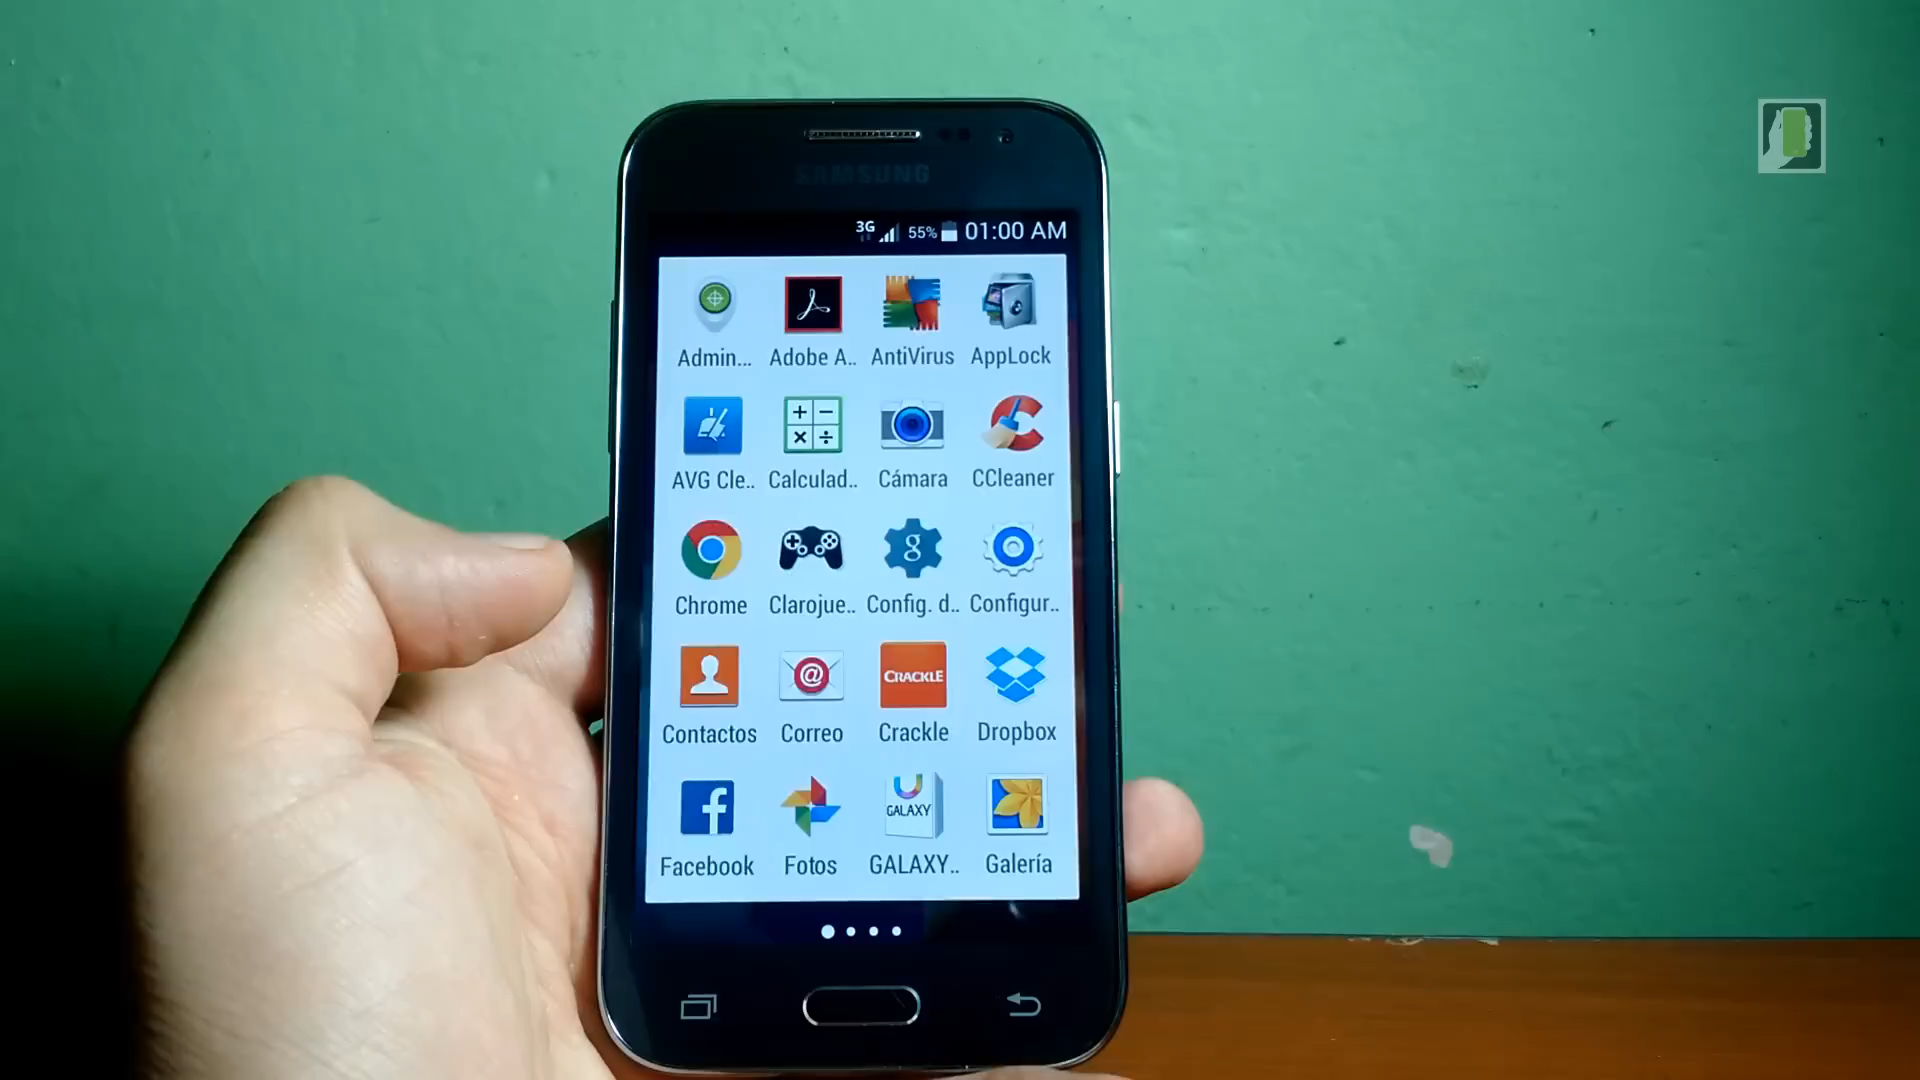 SAMSUNG
3G 55% 01:00 AM
Admin... Adobe A.. AntiVirus AppLock
AVG Cle.. Calculad.. Cámara CCleaner
Chrome Clarojue.. Config. d.. Configur..
CRACKLE
Contactos Correo Crackle Dropbox
GALAXY
Facebook Fotos GALAXY.. Galería